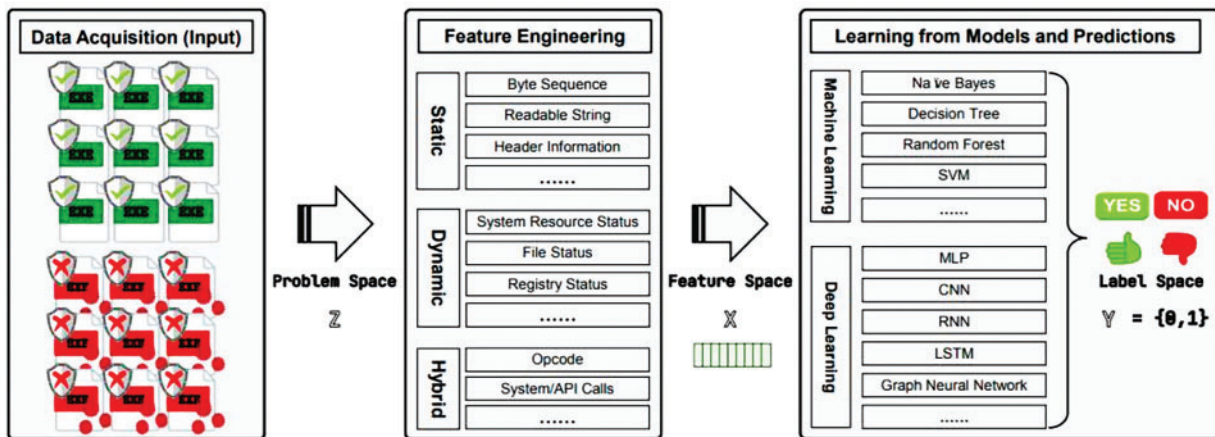 Data Acquisition (Input)
EXE EXE EXE
EXE EXE EXE
EXE EXE EXE
EXE EXE EXE
EXE EXE EXE
EXE EXE EXE
Problem Space
ℤ
Feature Engineering
Static
Byte Sequence
Readable String
Header Information
......
Dynamic
System Resource Status
File Status
Registry Status
......
Hybrid
Opcode
System/API Calls
......
Feature Space
𝕏
Learning from Models and Predictions
Machine Learning
Naïve Bayes
Decision Tree
Random Forest
SVM
......
Deep Learning
MLP
CNN
RNN
LSTM
Graph Neural Network
......
YES NO
Label Space
𝕐 = {0,1}